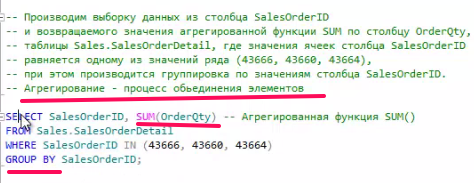 -- Производим выборку данных из столбца SalesOrderID
-- и возвращаемого значения агрегированной функции SUM по столбцу OrderQty,
-- таблицы Sales.SalesOrderDetail, где значения ячеек столбца SalesOrderID
-- равняется одному из значений ряда (43666, 43660, 43664),
-- при этом производится группировка по значениям столбца SalesOrderID.
-- Агрегирование - процесс объединения элементов
SELECT SalesOrderID, SUM(OrderQty) -- Агрегированная функция SUM()
FROM Sales.SalesOrderDetail
WHERE SalesOrderID IN (43666, 43660, 43664)
GROUP BY SalesOrderID;